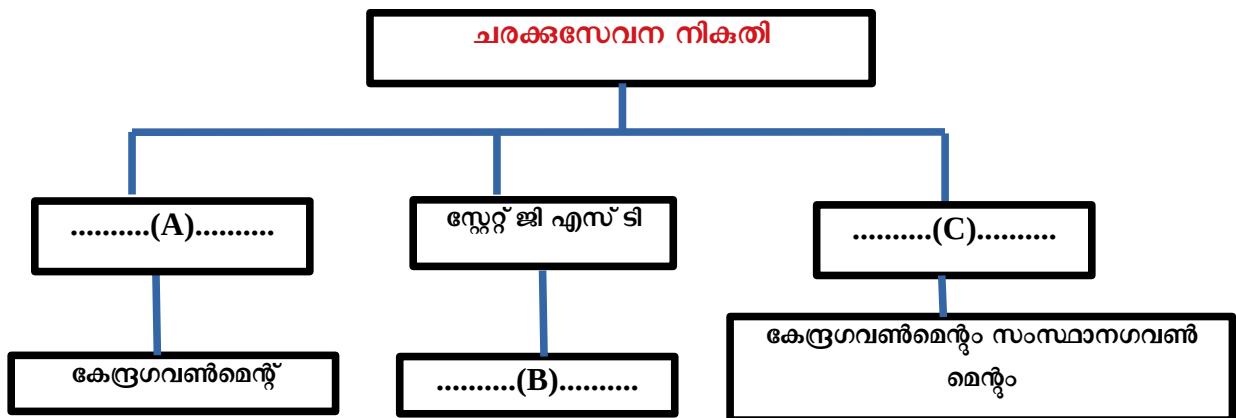 ചരക്കുസേവന നികുതി
..........(A)..........
സ്റ്റേറ്റ് ജി എസ് ടി
..........(C)..........
കേന്ദ്രഗവൺമെന്റ്
..........(B)..........
കേന്ദ്രഗവൺമെന്റും സംസ്ഥാനഗവൺ
മെന്റും